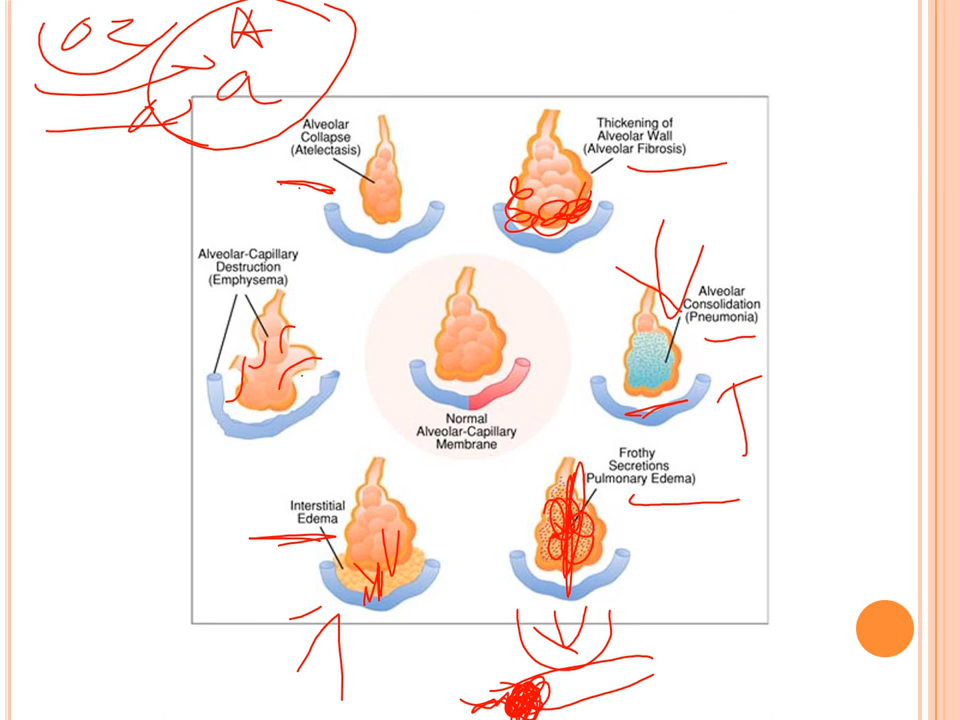 02
A
a
a
Alveolar
Collapse
(Atelectasis)
Thickening of
Alveolar Wall
(Alveolar Fibrosis)
Alveolar-Capillary
Destruction
(Emphysema)
Alveolar
Consolidation
(Pneumonia)
Normal
Alveolar-Capillary
Membrane
Interstitial
Edema
Frothy
Secretions
Pulmonary Edema)